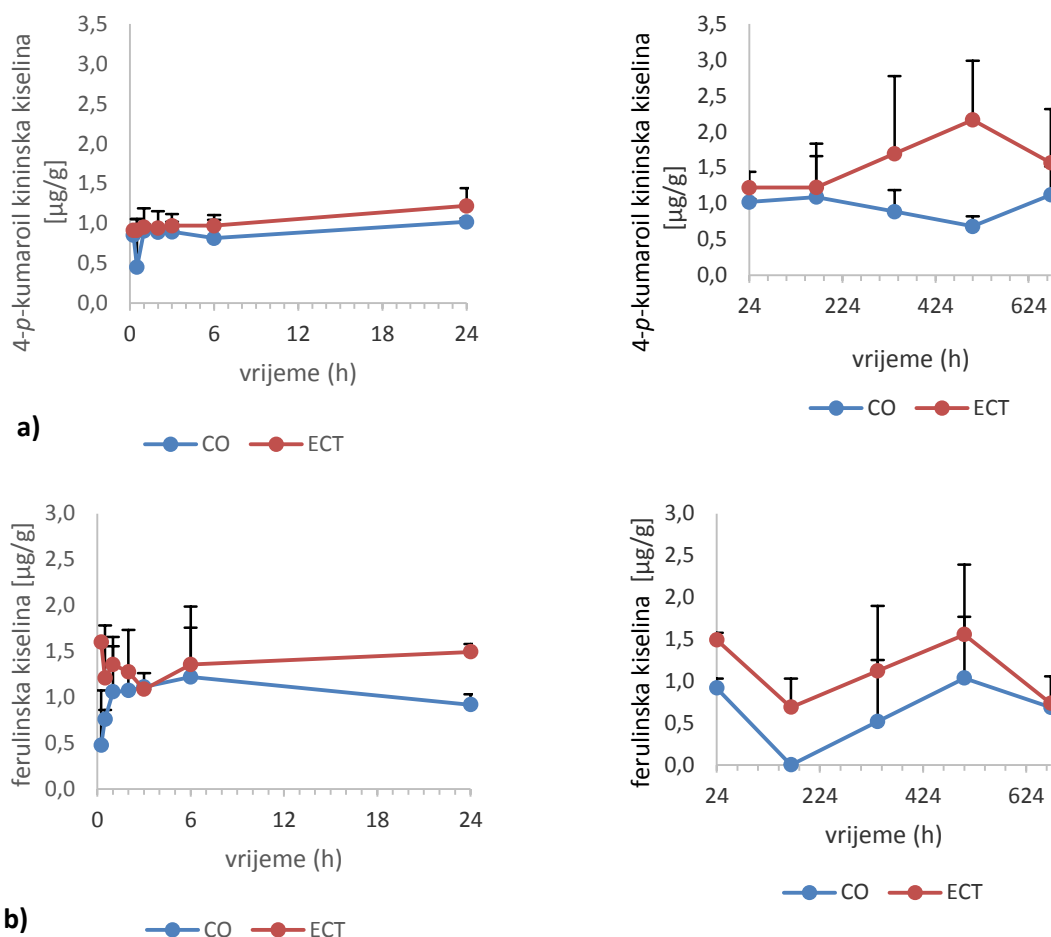 4-p-kumaroil kininska kiselina
[µg/g]
3,5
3,0
2,5
2,0
1,5
1,0
0,5
0,0
0 6 12 18 24
vrijeme (h)
CO ECT
4-p-kumaroil kininska kiselina
[µg/g]
3,5
3,0
2,5
2,0
1,5
1,0
0,5
0,0
24 224 424 624
vrijeme (h)
CO ECT
a)
ferulinska kiselina [µg/g]
3,0
2,5
2,0
1,5
1,0
0,5
0,0
0 6 12 18 24
vrijeme (h)
CO ECT
ferulinska kiselina [µg/g]
3,0
2,5
2,0
1,5
1,0
0,5
0,0
24 224 424 624
vrijeme (h)
CO ECT
b)